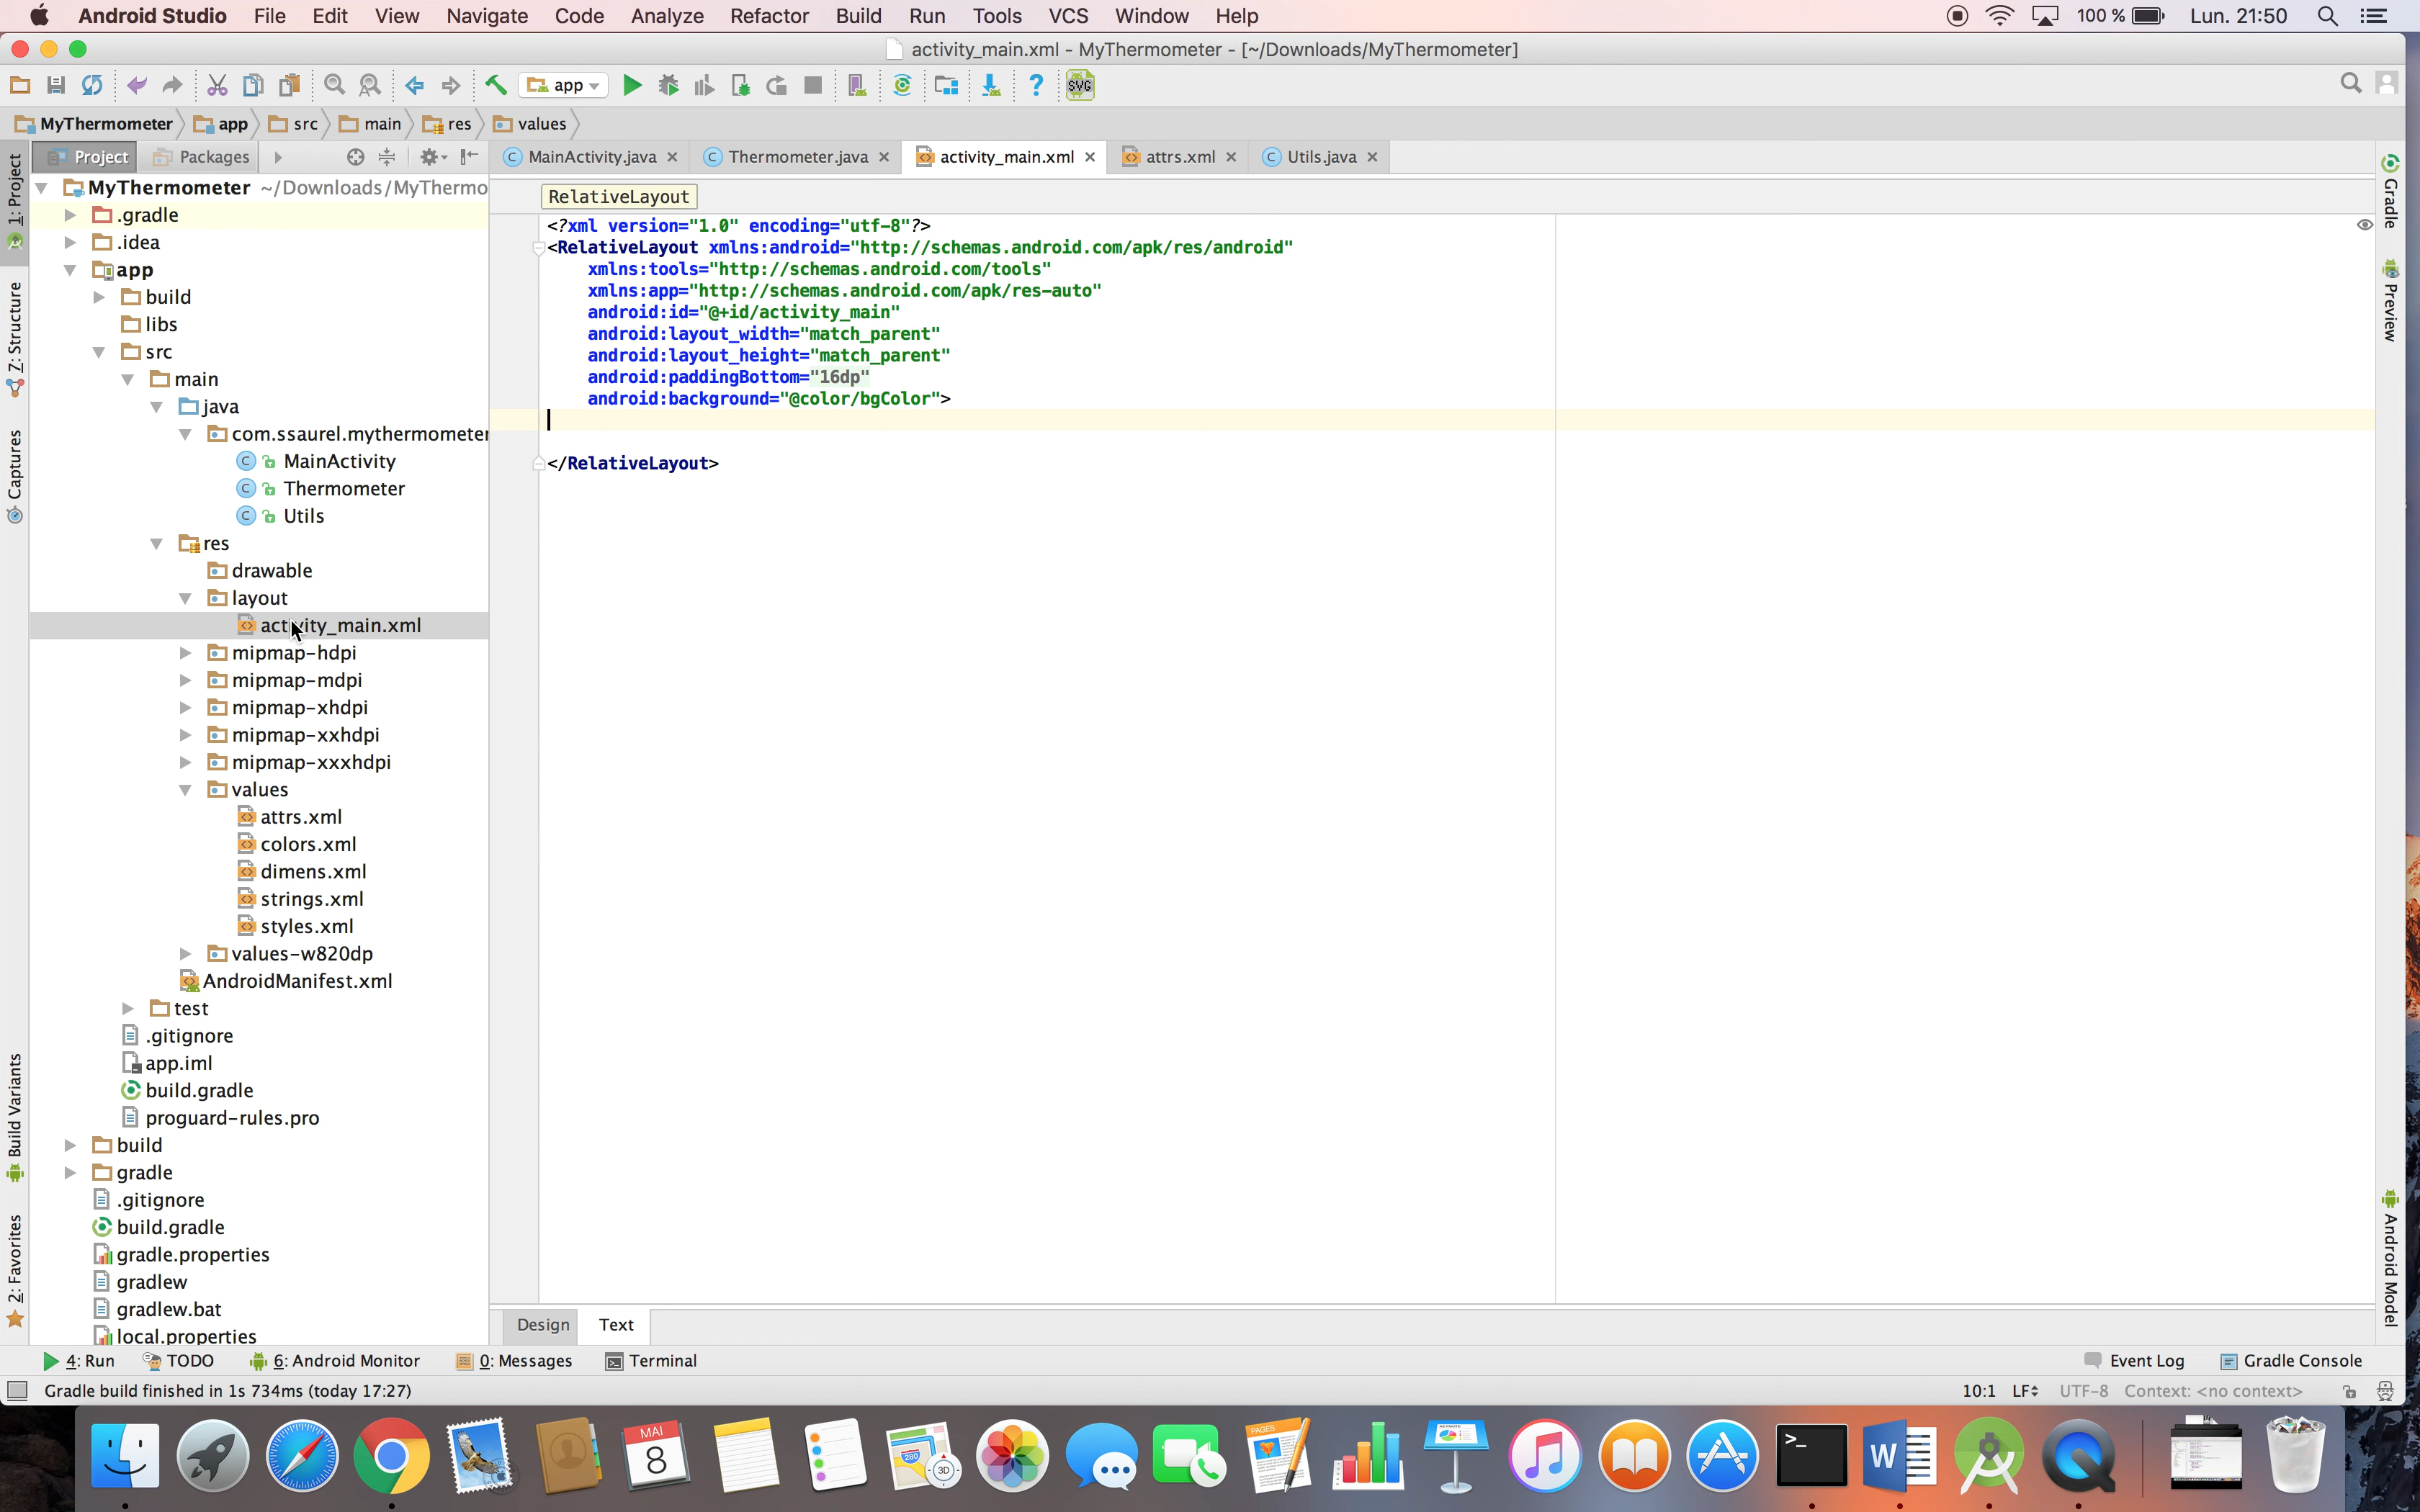 Android Studio File Edit View Navigate Code Analyze Refactor Build Run Tools VCS Window Help 100 % Lun. 21:50
activity_main.xml - MyThermometer - [~/Downloads/MyThermometer]
app SVG
MyThermometer app src main res values
Project Packages MainActivity.java Thermometer.java activity_main.xml attrs.xml Utils.java
1: Project
7: Structure
Captures
Build Variants
2: Favorites
MyThermometer ~/Downloads/MyThermo
.gradle
.idea
app
build
libs
src
main
java
com.ssaurel.mythermometer
MainActivity
Thermometer
Utils
res
drawable
layout
activity_main.xml
mipmap-hdpi
mipmap-mdpi
mipmap-xhdpi
mipmap-xxhdpi
mipmap-xxxhdpi
values
attrs.xml
colors.xml
dimens.xml
strings.xml
styles.xml
values-w820dp
AndroidManifest.xml
test
.gitignore
app.iml
build.gradle
proguard-rules.pro
build
gradle
.gitignore
build.gradle
gradle.properties
gradlew
gradlew.bat
local.properties
RelativeLayout
<?xml version="1.0" encoding="utf-8"?>
<RelativeLayout xmlns:android="http://schemas.android.com/apk/res/android"
xmlns:tools="http://schemas.android.com/tools"
xmlns:app="http://schemas.android.com/apk/res-auto"
android:id="@+id/activity_main"
android:layout_width="match_parent"
android:layout_height="match_parent"
android:paddingBottom="16dp"
android:background="@color/bgColor">
</RelativeLayout>
Gradle
Preview
Android Model
Design Text
4: Run TODO 6: Android Monitor 0: Messages Terminal Event Log Gradle Console
Gradle build finished in 1s 734ms (today 17:27) 10:1 LF UTF-8 Context: <no context>
MAI
8
280
3D
PAGES
>_
W